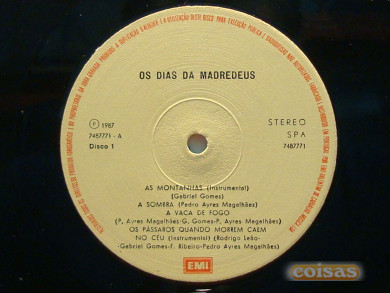 OS DIAS DA MADREDEUS
℗ 1987
7487771 - A
Disco 1
STEREO
SPA
7487771
AS MONTANHAS (Instrumental)
(Gabriel Gomes)
A SOMBRA (Pedro Ayres Magalhães)
A VACA DE FOGO
(P. Ayres Magalhães-G. Gomes-P. Ayres Magalhães)
OS PÁSSAROS QUANDO MORREM CAEM
NO CÉU (Instrumental) (Rodrigo Leão-
-Gabriel Gomes-F. Ribeiro-Pedro Ayres Magalhães)
EMI
coisas